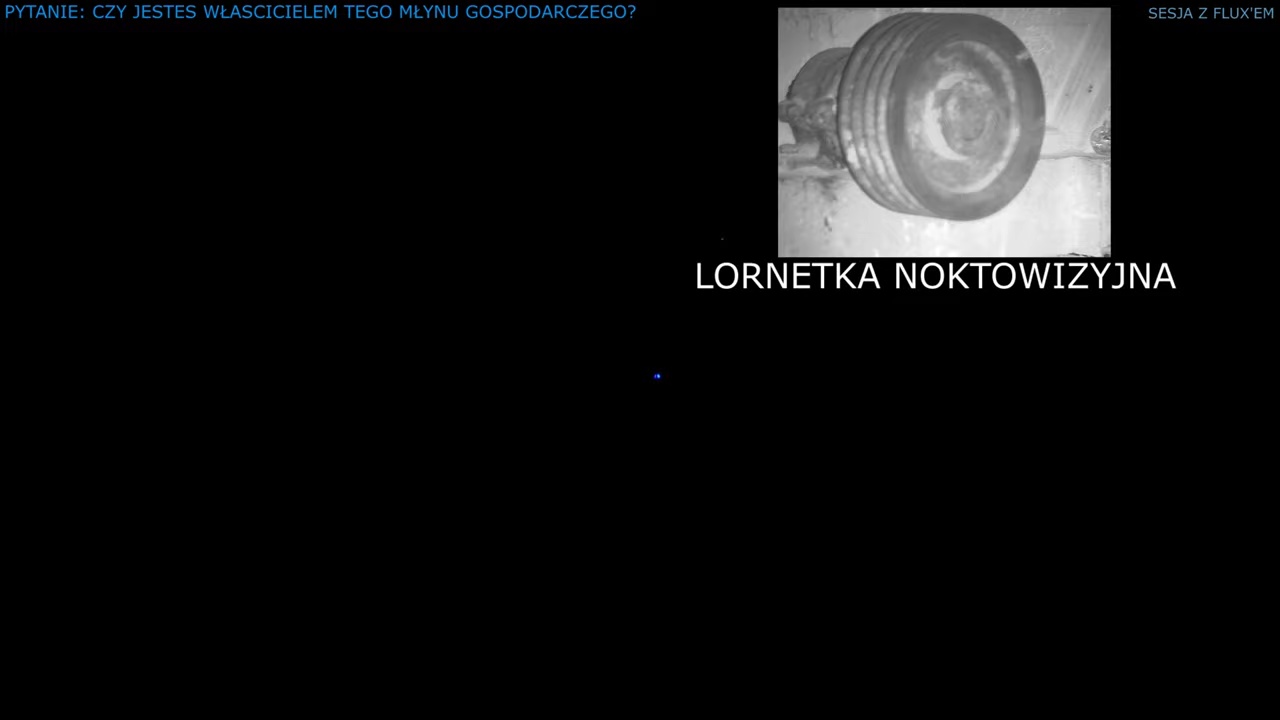 PYTANIE: CZY JESTES WŁASCICIELEM TEGO MŁYNU GOSPODARCZEGO?
SESJA Z FLUX'EM
LORNETKA NOKTOWIZYJNA